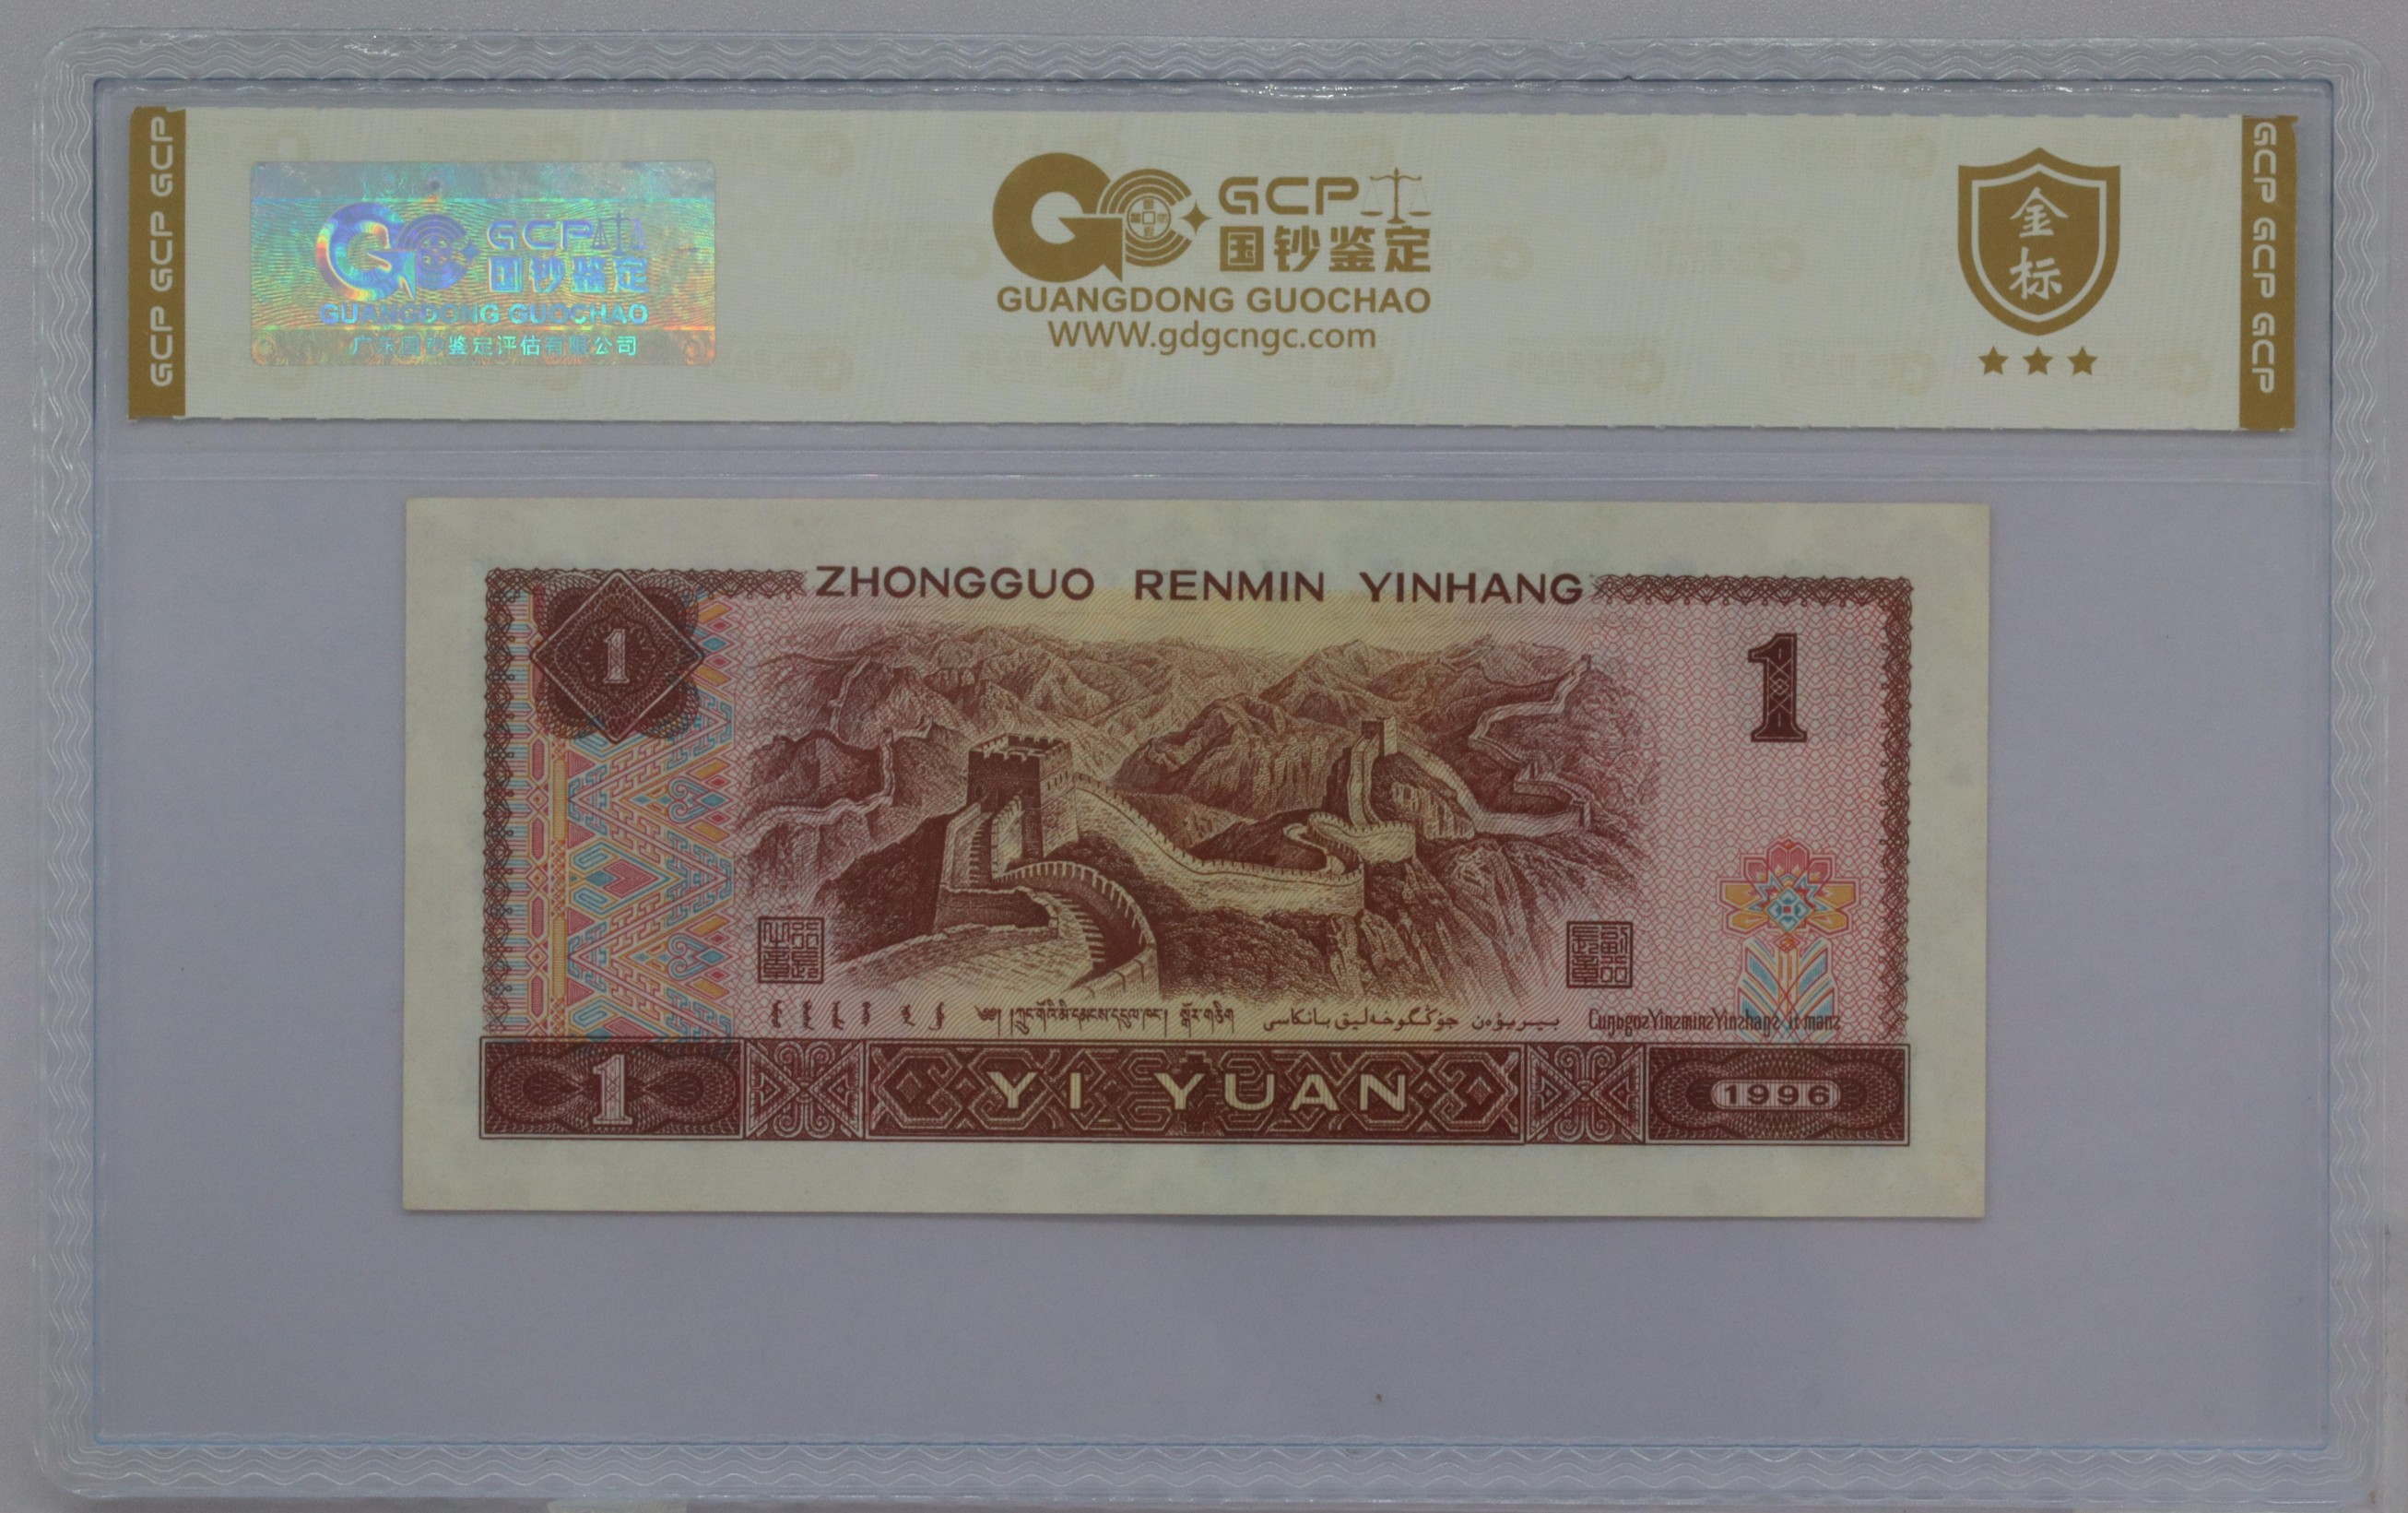 GCP GCP GCP
GCP
国钞鉴定
GUANGDONG GUOCHAO
广东国钞鉴定评估有限公司
GCP
国钞鉴定
GUANGDONG GUOCHAO
WWW.gdgcngc.com
金
标
GCP GCP GCP
ZHONGGUO RENMIN YINHANG
1
1
1
YI YUAN
1996